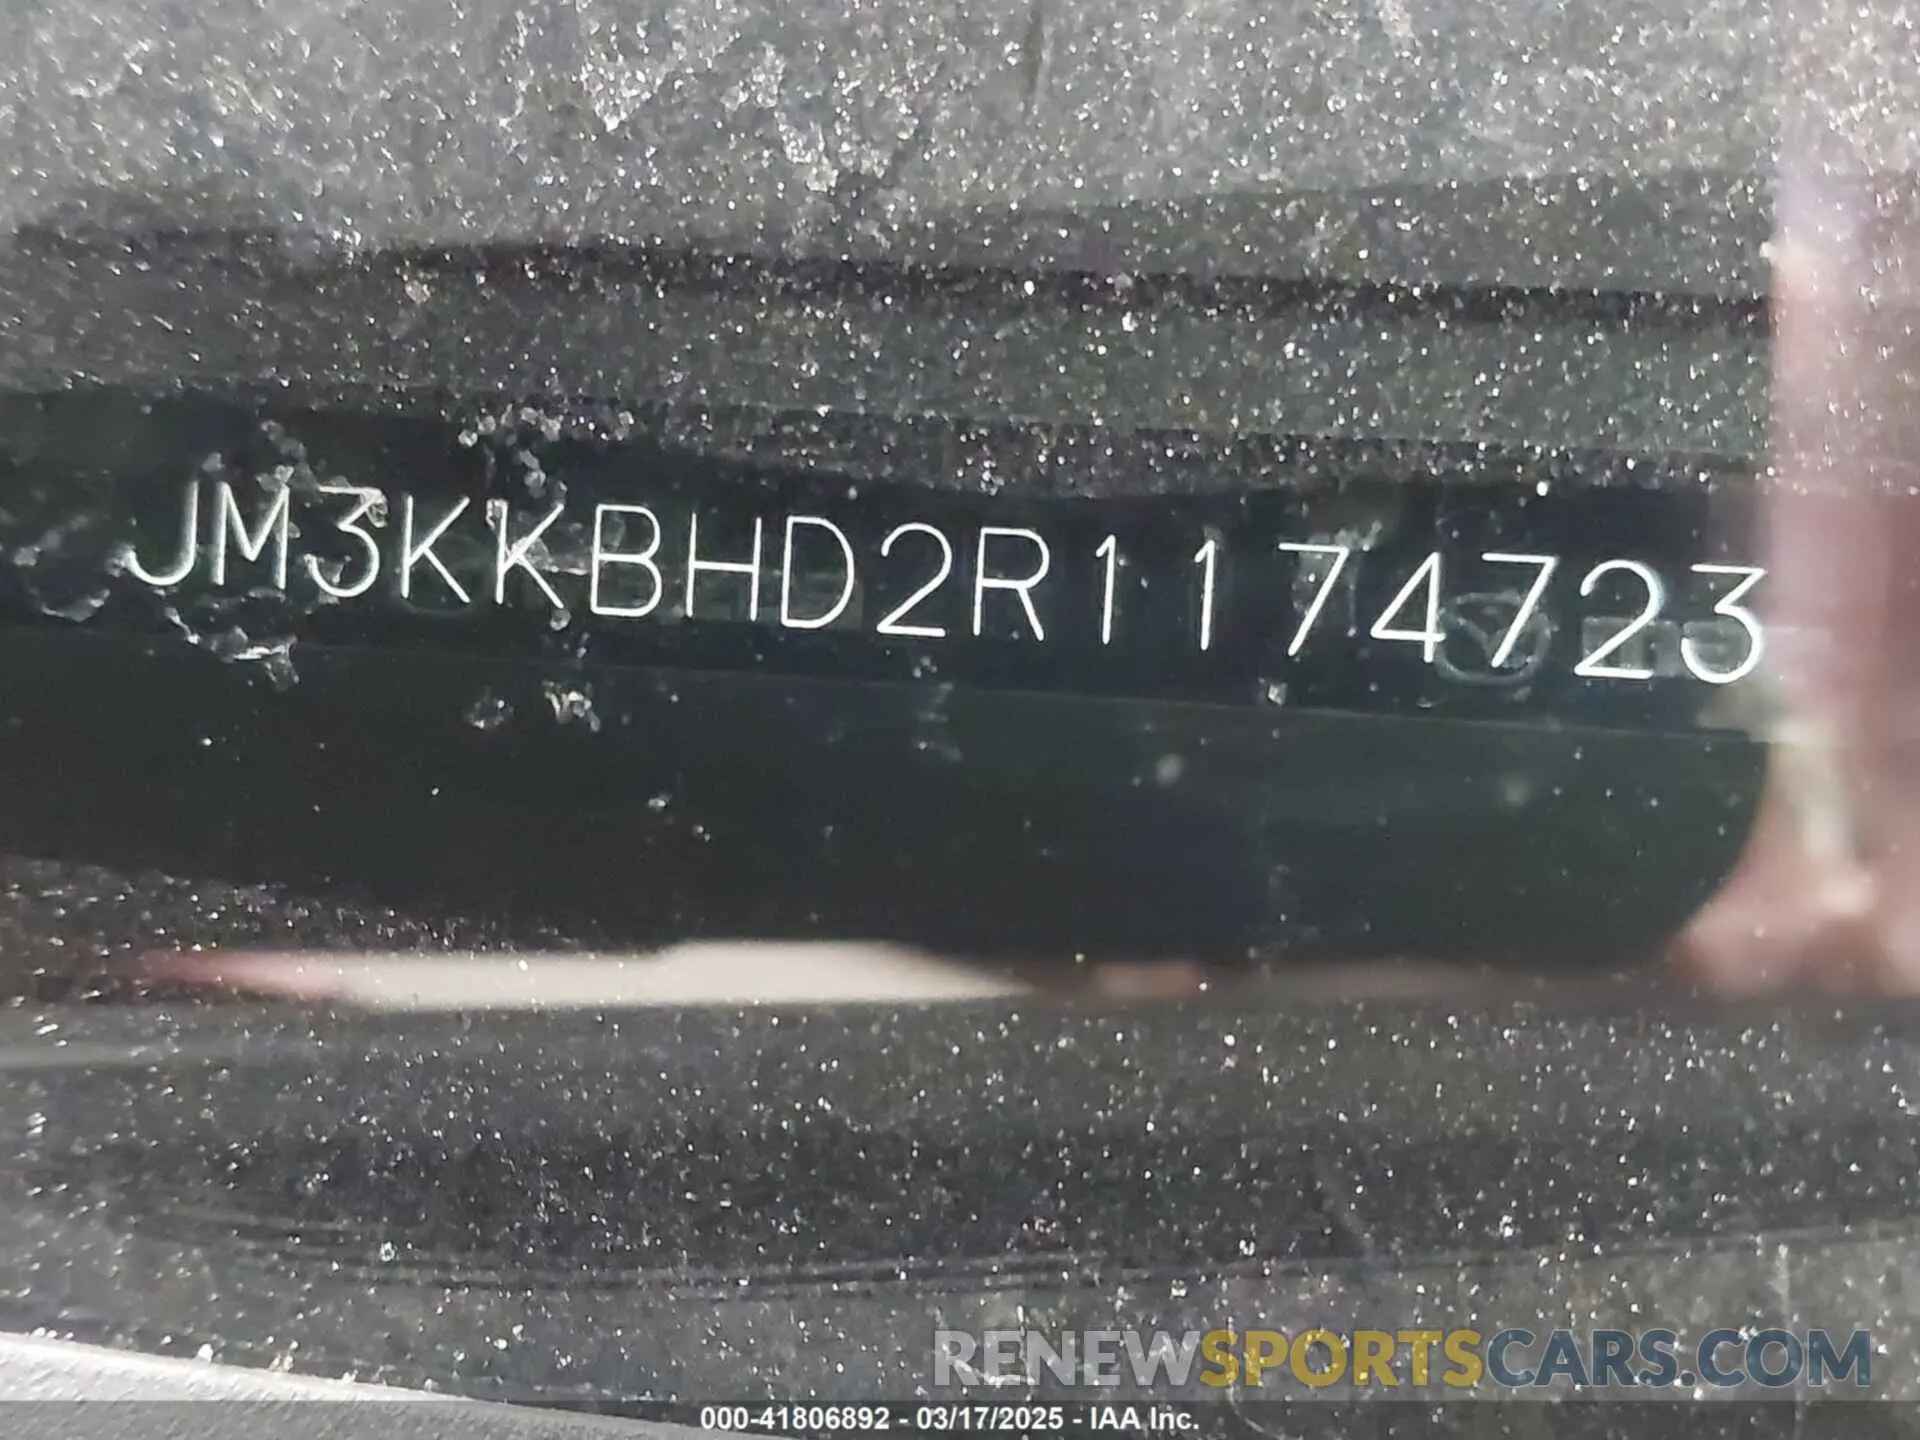 JM3KKBHD2R1174723
RENEWSPORTSCARS.COM
000-41806892 - 03/17/2025 - IAA Inc.